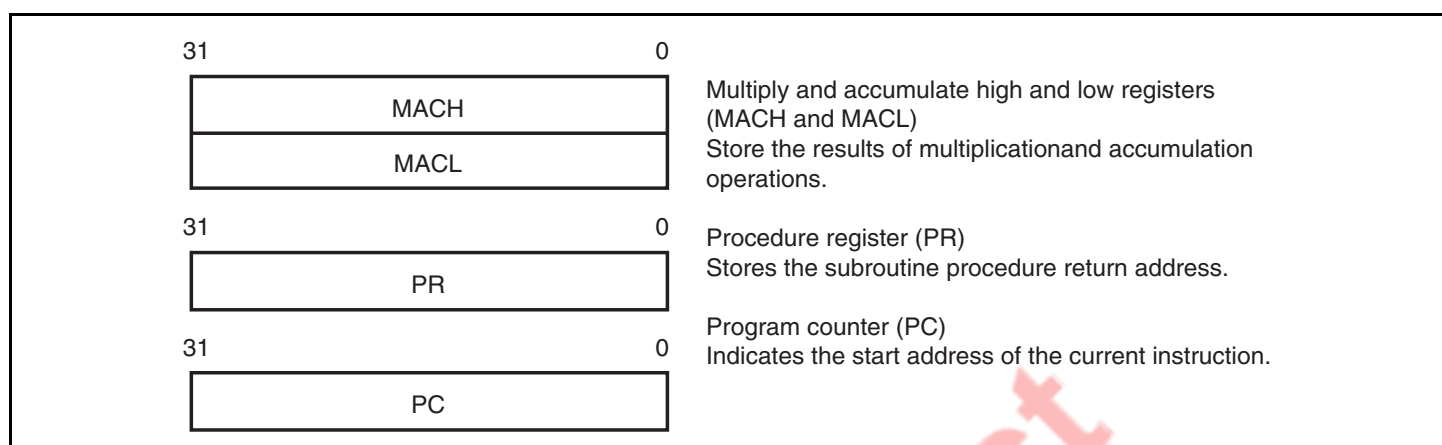 31 0
MACH
MACL
Multiply and accumulate high and low registers
(MACH and MACL)
Store the results of multiplicationand accumulation
operations.
31 0
PR
Procedure register (PR)
Stores the subroutine procedure return address.
31 0
PC
Program counter (PC)
Indicates the start address of the current instruction.